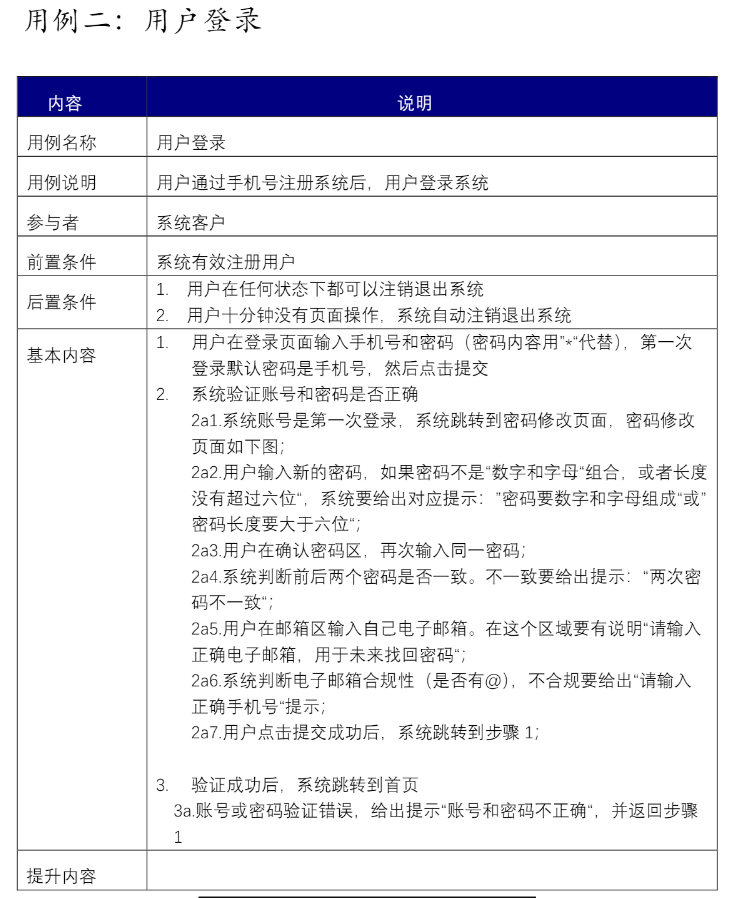 用例二：用户登录
内容 说明
用例名称 用户登录
用例说明 用户通过手机号注册系统后，用户登录系统
参与者 系统客户
前置条件 系统有效注册用户
后置条件
1. 用户在任何状态下都可以注销退出系统
2. 用户十分钟没有页面操作，系统自动注销退出系统
基本内容
1. 用户在登录页面输入手机号和密码（密码内容用”*“代替），第一次
登录默认密码是手机号，然后点击提交
2. 系统验证账号和密码是否正确
2a1.系统账号是第一次登录，系统跳转到密码修改页面，密码修改
页面如下图；
2a2.用户输入新的密码，如果密码不是“数字和字母“组合，或者长度
没有超过六位“，系统要给出对应提示：”密码要数字和字母组成“或”
密码长度要大于六位“；
2a3.用户在确认密码区，再次输入同一密码；
2a4.系统判断前后两个密码是否一致。不一致要给出提示：“两次密
码不一致“；
2a5.用户在邮箱区输入自己电子邮箱。在这个区域要有说明“请输入
正确电子邮箱，用于未来找回密码“；
2a6.系统判断电子邮箱合规性（是否有@），不合规要给出“请输入
正确手机号“提示；
2a7.用户点击提交成功后，系统跳转到步骤 1；
3. 验证成功后，系统跳转到首页
3a.账号或密码验证错误，给出提示“账号和密码不正确“，并返回步骤
1
提升内容